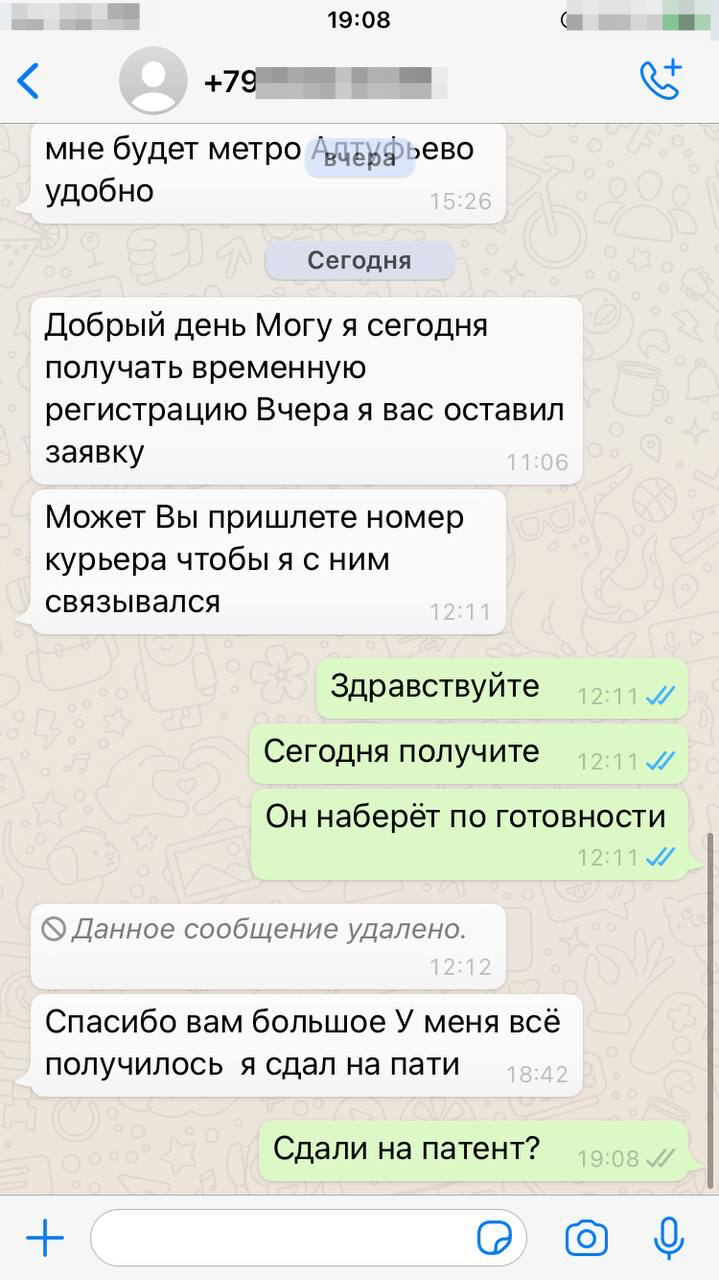 19:08
+79
мне будет метро Алтуфьево
вчера
удобно
15:26
Сегодня
Добрый день Могу я сегодня
получать временную
регистрацию Вчера я вас оставил
заявку
11:06
Может Вы пришлете номер
курьера чтобы я с ним
связывался
12:11
Здравствуйте 12:11
Сегодня получите 12:11
Он наберёт по готовности
12:11
Данное сообщение удалено.
12:12
Спасибо вам большое У меня всё
получилось я сдал на пати
18:42
Сдали на патент? 19:08